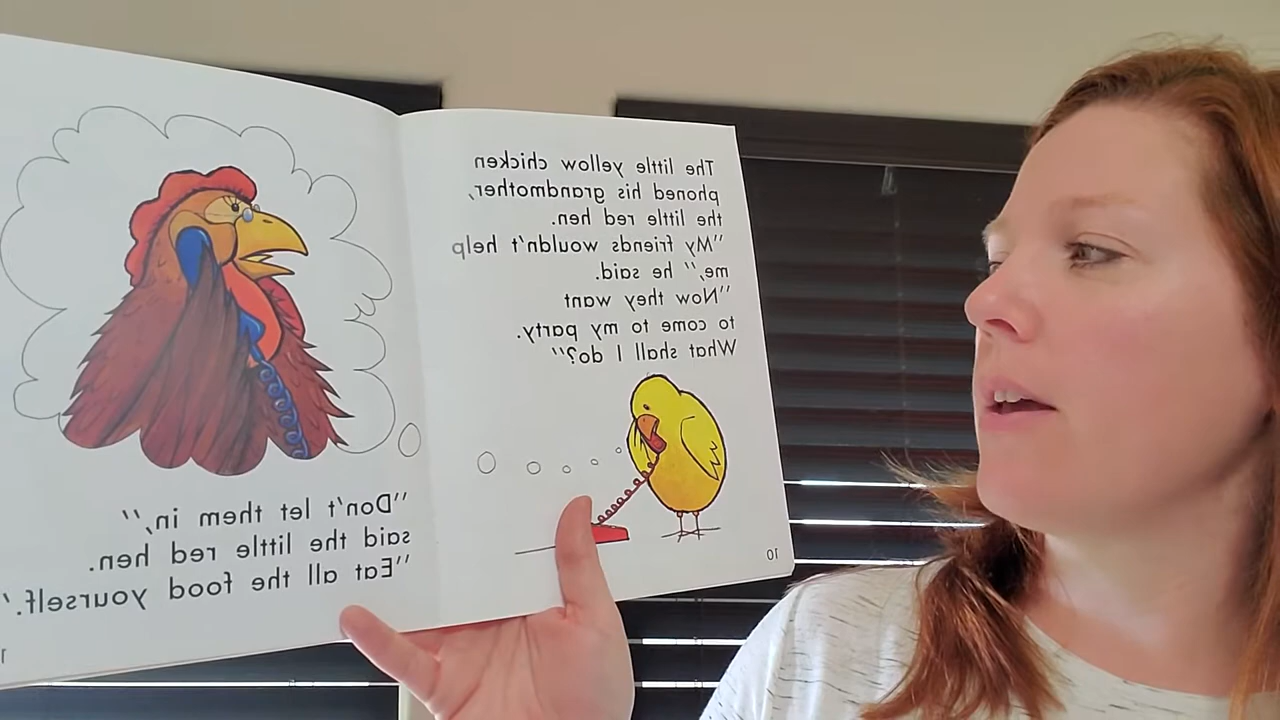 The little yellow chicken
phoned his grandmother,
the little red hen.
"My friends wouldn't help
me," he said.
"Now they want
to come to my party.
What shall I do?"
10
"Don't let them in,"
said the little red hen.
"Eat all the food yourself."